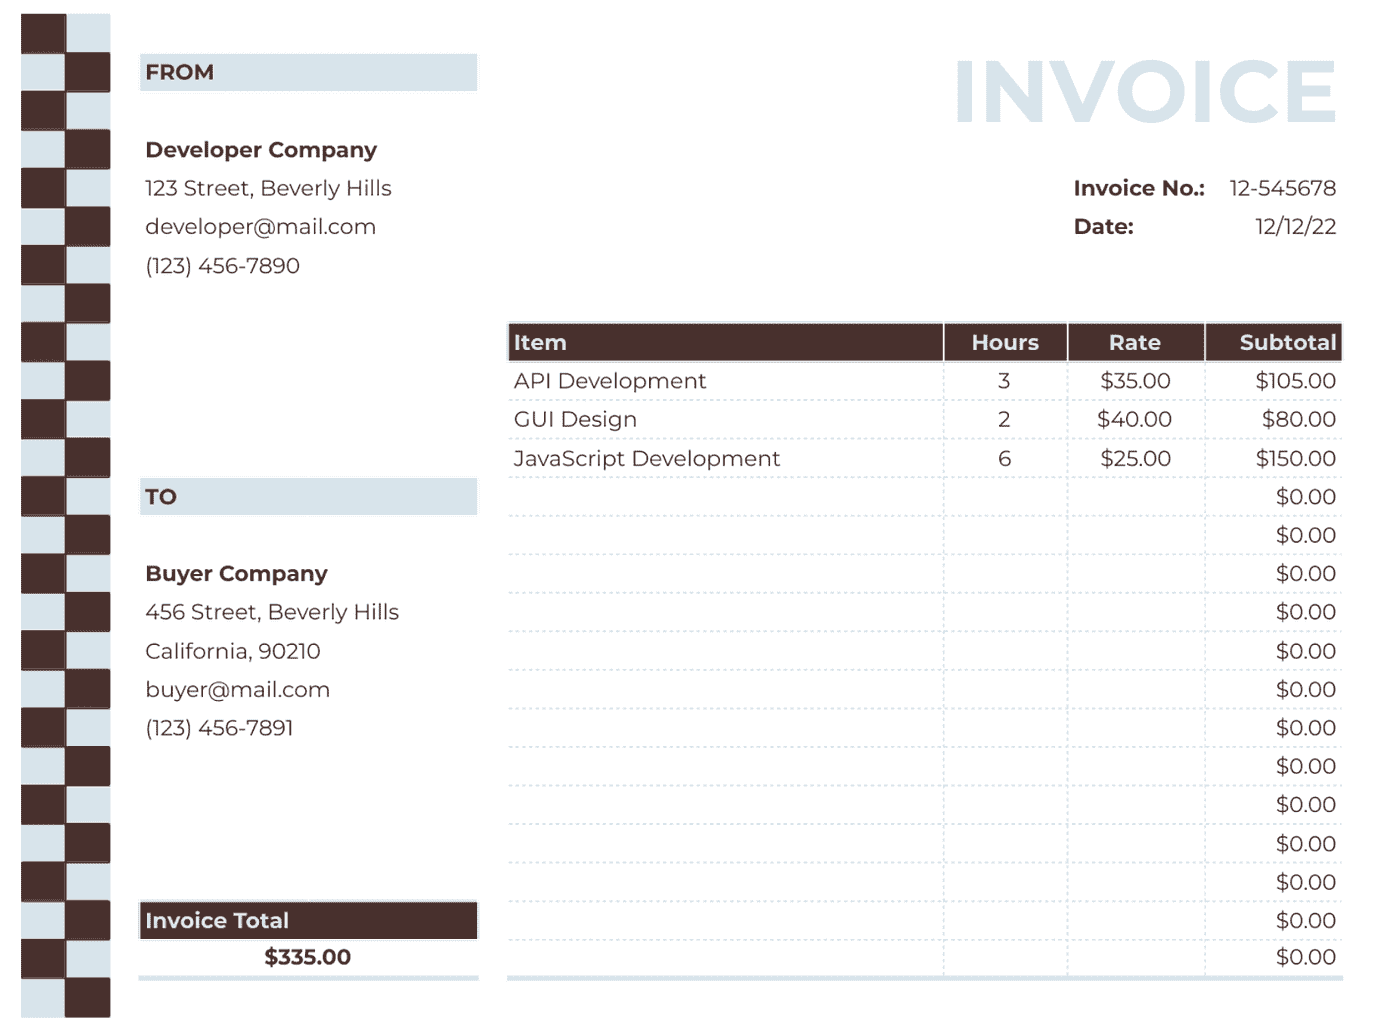 FROM
INVOICE
Developer Company
123 Street, Beverly Hills
developer@mail.com
(123) 456-7890
Invoice No.: 12-545678
Date: 12/12/22
Item Hours Rate Subtotal
API Development 3 $35.00 $105.00
GUI Design 2 $40.00 $80.00
JavaScript Development 6 $25.00 $150.00
$0.00
$0.00
$0.00
$0.00
$0.00
$0.00
$0.00
$0.00
$0.00
$0.00
$0.00
$0.00
$0.00
TO
Buyer Company
456 Street, Beverly Hills
California, 90210
buyer@mail.com
(123) 456-7891
Invoice Total
$335.00